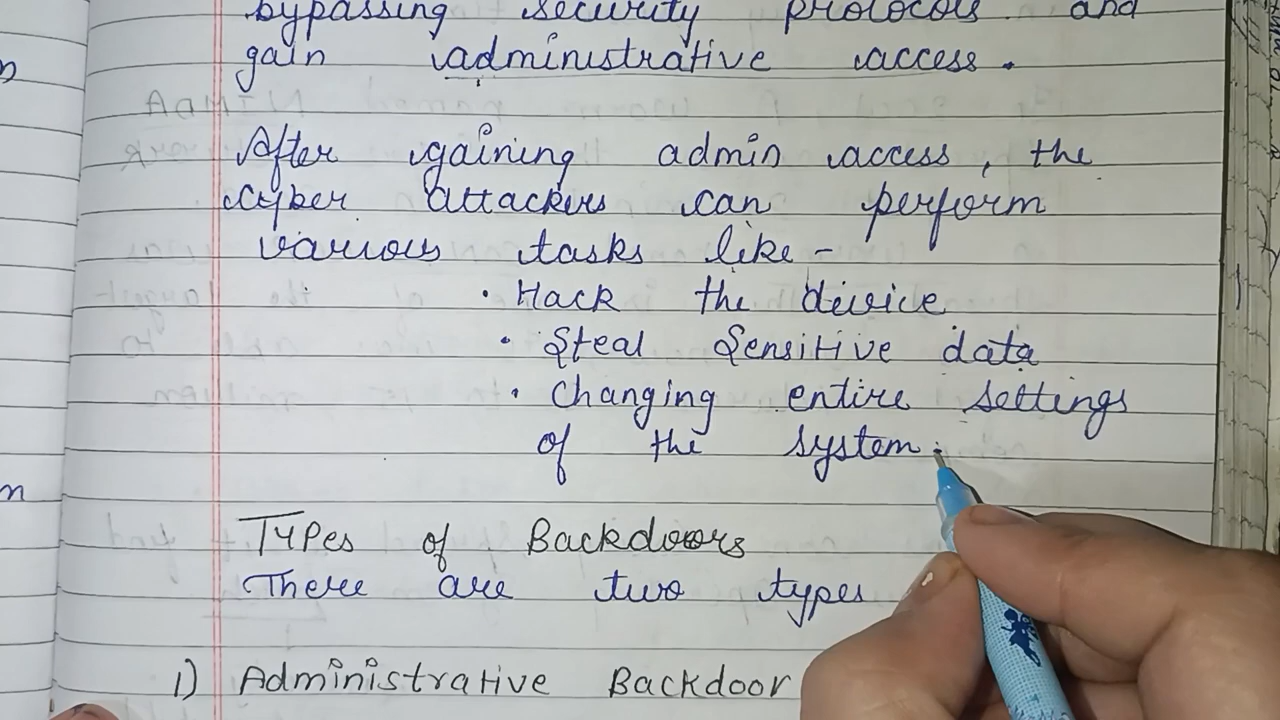 bypassing security protocols and
gain administrative access.
After gaining admin access, the
cyber attackers can perform
various tasks like -
• Hack the device
• Steal Sensitive data
• Changing entire settings
of the system.
Types of Backdoors
There are two types
1) Administrative Backdoor